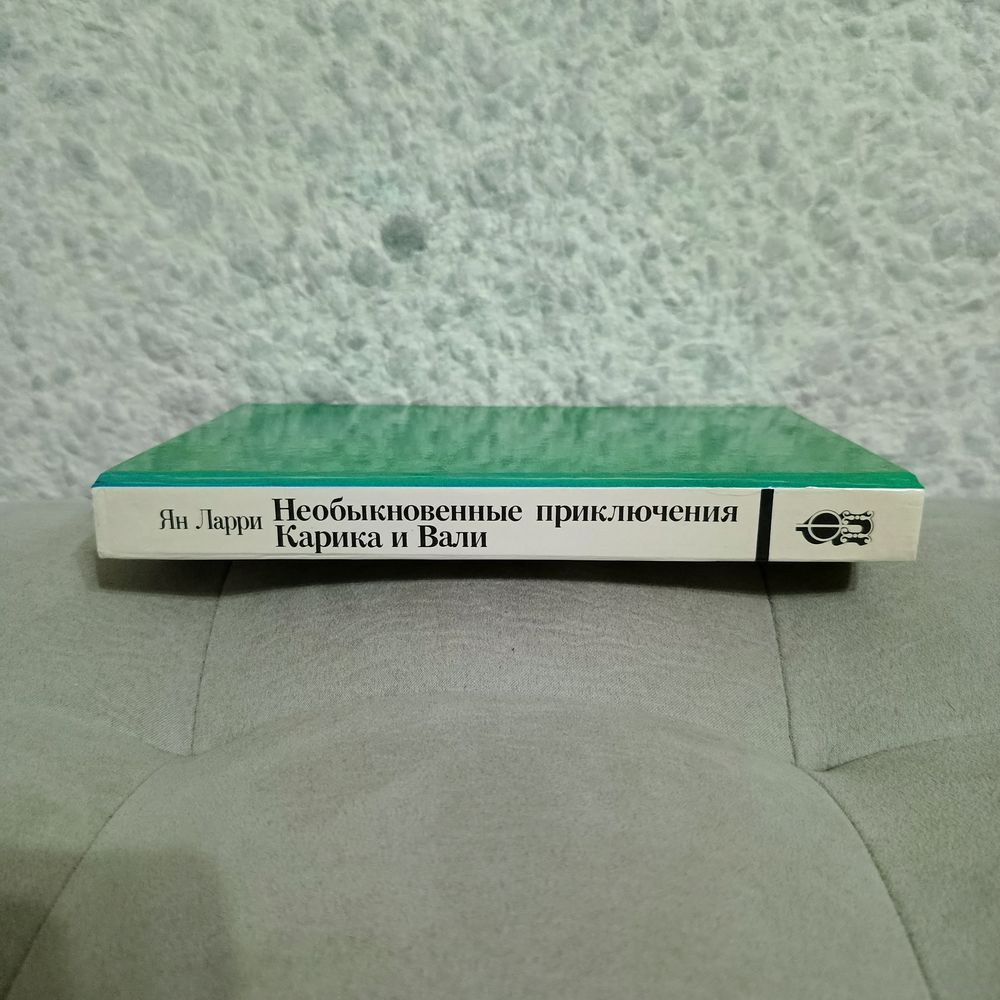 Ян Ларри
Необыкновенные приключения
Карика и Вали